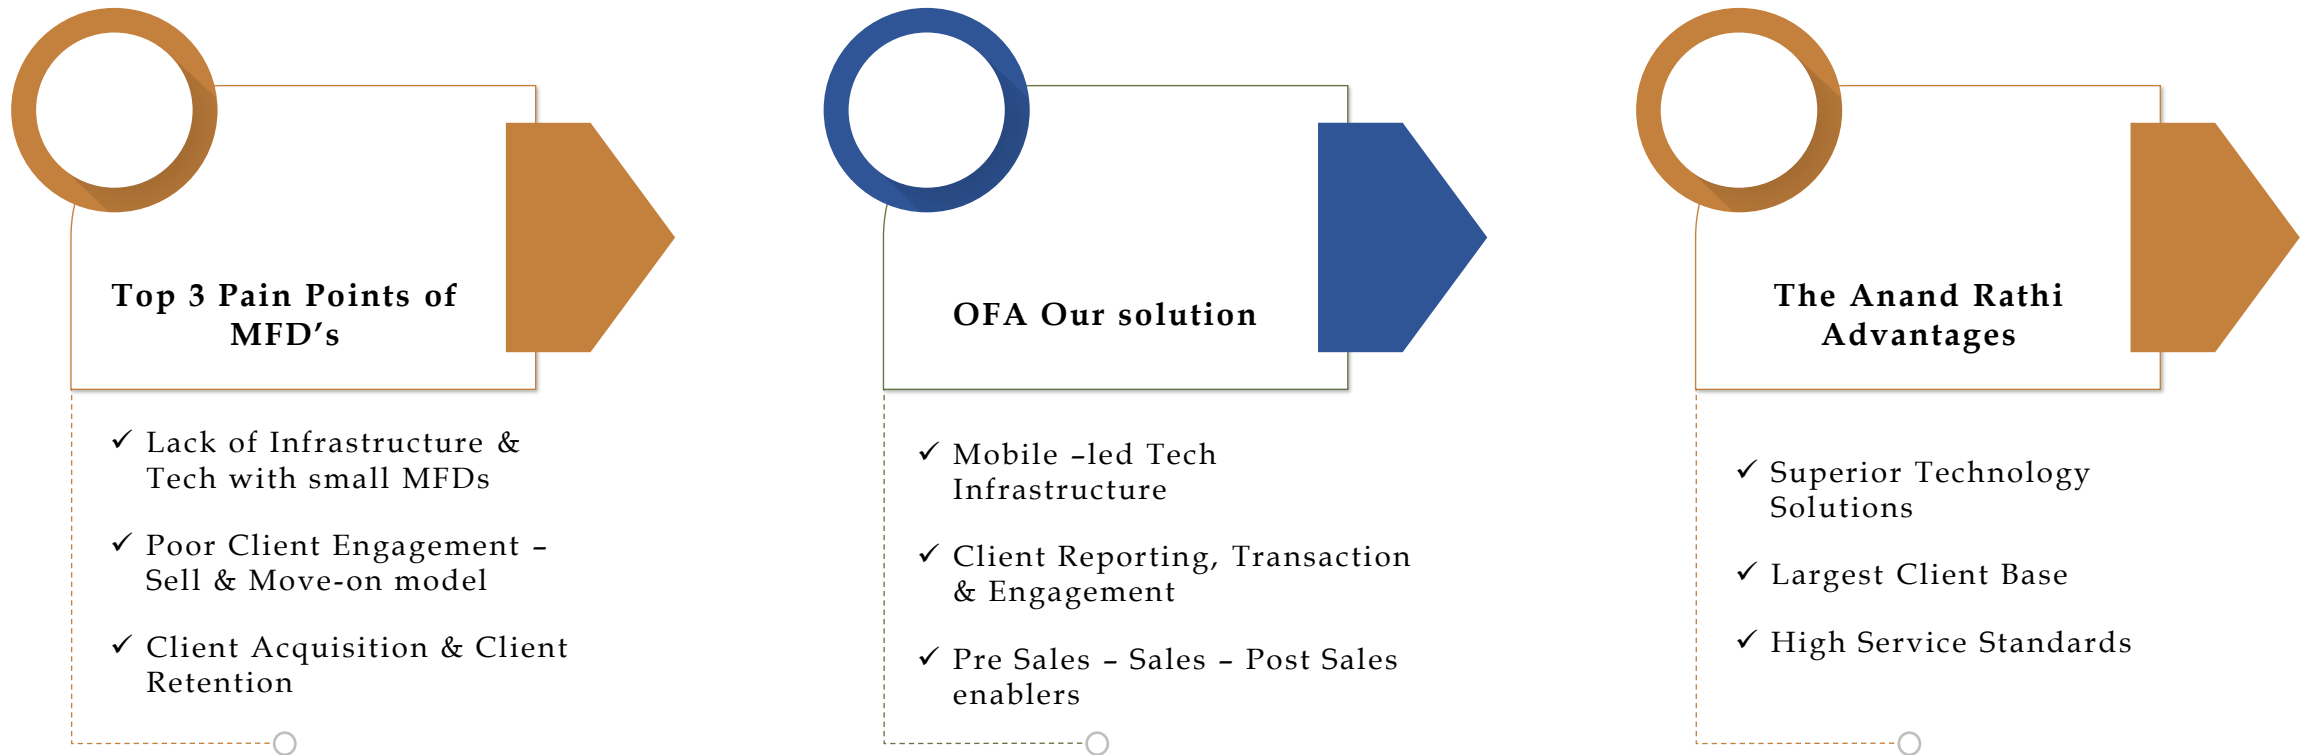 Top 3 Pain Points of
MFD’s
✓ Lack of Infrastructure &
Tech with small MFDs
✓ Poor Client Engagement –
Sell & Move-on model
✓ Client Acquisition & Client
Retention
OFA Our solution
✓ Mobile –led Tech
Infrastructure
✓ Client Reporting, Transaction
& Engagement
✓ Pre Sales – Sales – Post Sales
enablers
The Anand Rathi
Advantages
✓ Superior Technology
Solutions
✓ Largest Client Base
✓ High Service Standards